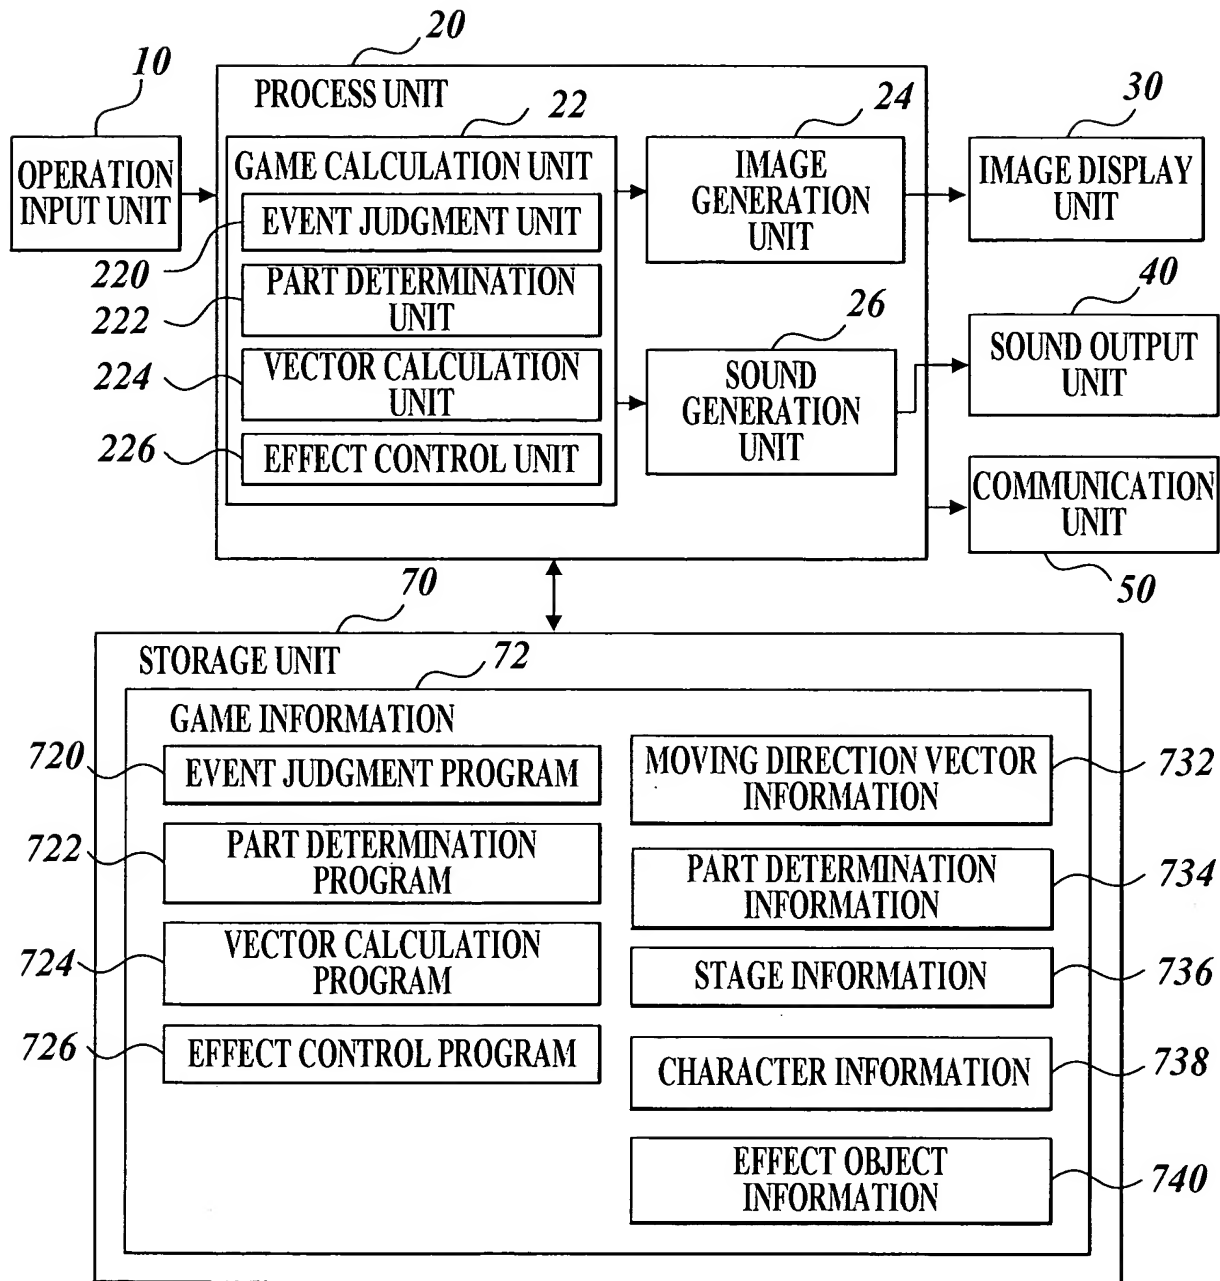 20
10
PROCESS UNIT
22
24
30
OPERATION
INPUT UNIT
GAME CALCULATION UNIT
EVENT JUDGMENT UNIT
220
PART DETERMINATION
UNIT
222
VECTOR CALCULATION
UNIT
224
EFFECT CONTROL UNIT
226
IMAGE
GENERATION
UNIT
IMAGE DISPLAY
UNIT
26
40
SOUND
GENERATION
UNIT
SOUND OUTPUT
UNIT
COMMUNICATION
UNIT
50
70
STORAGE UNIT
72
GAME INFORMATION
720
EVENT JUDGMENT PROGRAM
722
PART DETERMINATION
PROGRAM
724
VECTOR CALCULATION
PROGRAM
726
EFFECT CONTROL PROGRAM
MOVING DIRECTION VECTOR
INFORMATION
732
PART DETERMINATION
INFORMATION
734
STAGE INFORMATION
736
CHARACTER INFORMATION
738
EFFECT OBJECT
INFORMATION
740